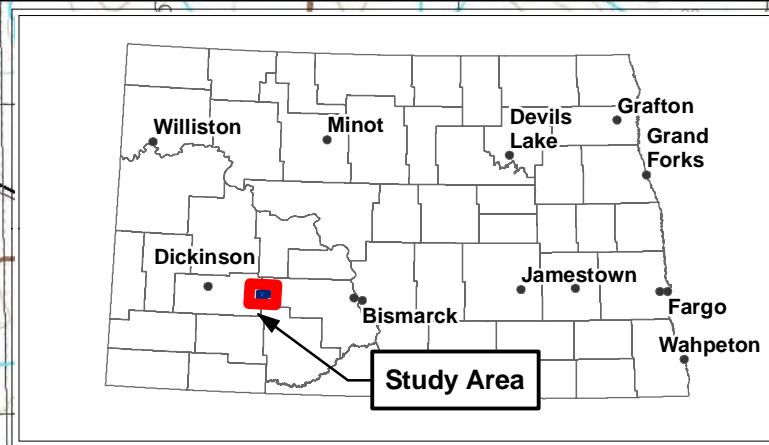 Grafton
Devils
Lake
Williston
Minot
Grand
Forks
Dickinson
Jamestown
Bismarck
Fargo
Wahpeton
Study Area